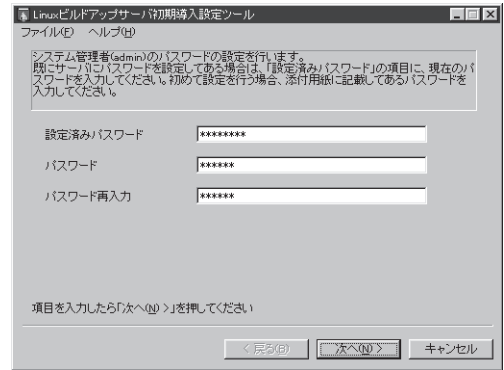 Linuxビルドアップサーバ初期導入設定ツール
ファイル(F) ヘルプ(H)
システム管理者(admin)のパスワードの設定を行います。
既にサーバにパスワードを設定してある場合は、「設定済みパスワード」の項目に、現在のパ
スワードを入力してください。初めて設定を行う場合、添付用紙に記載してあるパスワードを
入力してください。
設定済みパスワード ********
パスワード ******
パスワード再入力 ******
項目を入力したら「次へ(N) >」を押してください
< 戻る(B) 次へ(N) > キャンセル